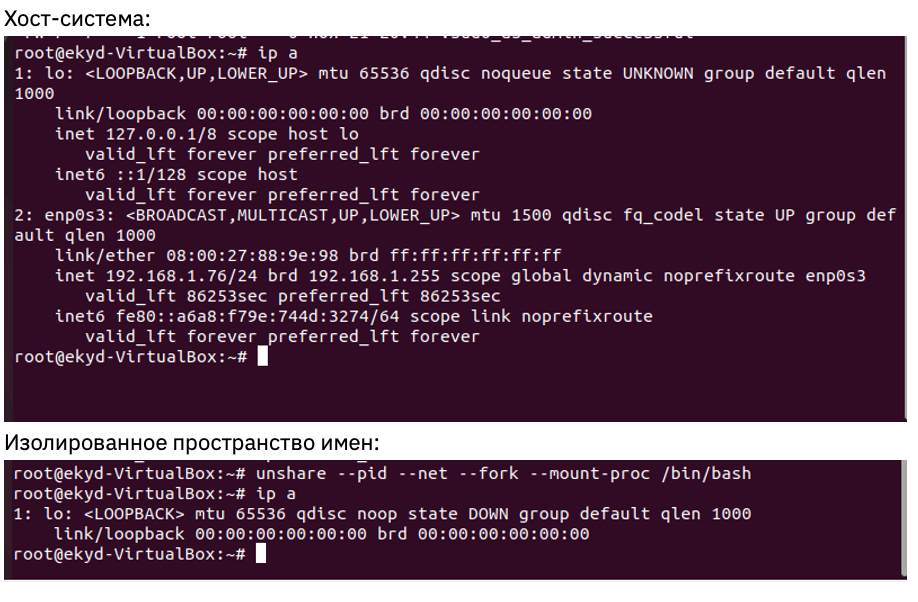 Хост-система:
root@ekyd-VirtualBox:~# ip a
1: lo: <LOOPBACK,UP,LOWER_UP> mtu 65536 qdisc noqueue state UNKNOWN group default qlen
1000
link/loopback 00:00:00:00:00:00 brd 00:00:00:00:00:00
inet 127.0.0.1/8 scope host lo
valid_lft forever preferred_lft forever
inet6 ::1/128 scope host
valid_lft forever preferred_lft forever
2: enp0s3: <BROADCAST,MULTICAST,UP,LOWER_UP> mtu 1500 qdisc fq_codel state UP group def
ault qlen 1000
link/ether 08:00:27:88:9e:98 brd ff:ff:ff:ff:ff:ff
inet 192.168.1.76/24 brd 192.168.1.255 scope global dynamic noprefixroute enp0s3
valid_lft 86253sec preferred_lft 86253sec
inet6 fe80::a6a8:f79e:744d:3274/64 scope link noprefixroute
valid_lft forever preferred_lft forever
root@ekyd-VirtualBox:~#
Изолированное пространство имен:
root@ekyd-VirtualBox:~# unshare --pid --net --fork --mount-proc /bin/bash
root@ekyd-VirtualBox:~# ip a
1: lo: <LOOPBACK> mtu 65536 qdisc noop state DOWN group default qlen 1000
link/loopback 00:00:00:00:00:00 brd 00:00:00:00:00:00
root@ekyd-VirtualBox:~#